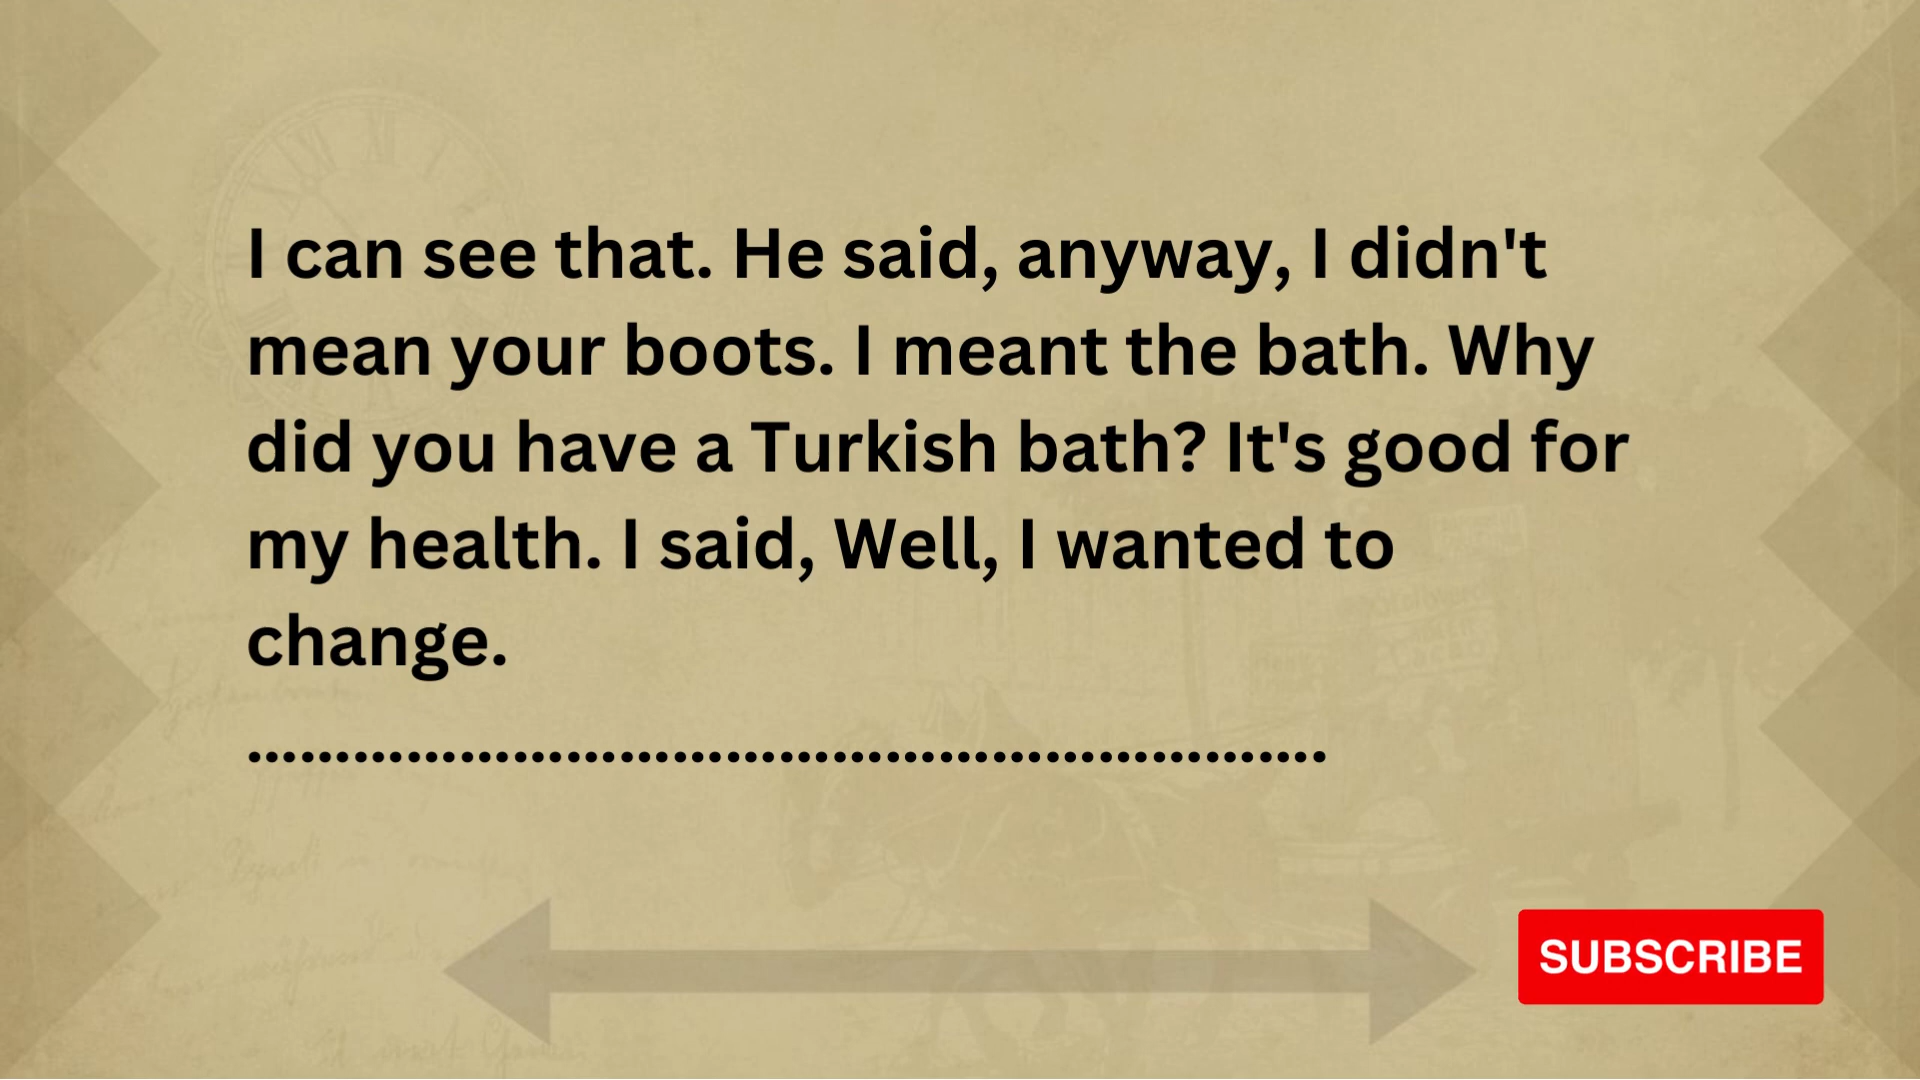 I can see that. He said, anyway, I didn't
mean your boots. I meant the bath. Why
did you have a Turkish bath? It's good for
my health. I said, Well, I wanted to
change.
............................................................
SUBSCRIBE